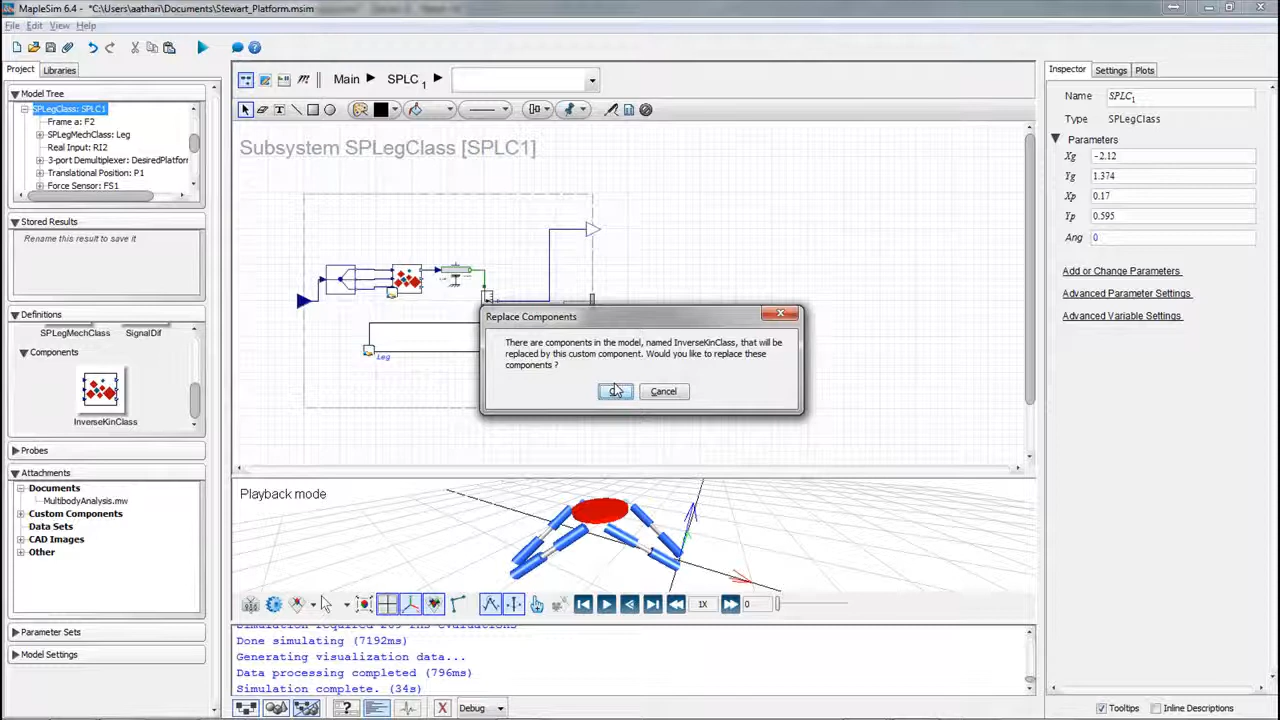 MapleSim 6.4 - *C:\Users\aathari\Documents\Stewart_Platform.msim
File Edit View Help
Project Libraries
Main SPLC 1
Inspector Settings Plots
Model Tree
SPLegClass: SPLC1
Frame a: F2
SPLegMechClass: Leg
Real Input: RI2
3-port Demultiplexer: DesiredPlatform
Translational Position: P1
Force Sensor: FS1
Stored Results
Rename this result to save it
Definitions
SPLegMechClass SignalDif
Components
InverseKinClass
Probes
Attachments
Documents
MultibodyAnalysis.mw
Custom Components
Data Sets
CAD Images
Other
Parameter Sets
Model Settings
Subsystem SPLegClass [SPLC1]
Leg
Replace Components
There are components in the model, named InverseKinClass, that will be
replaced by this custom component. Would you like to replace these
components ?
Cancel
Playback mode
1X 0
Done simulating (7192ms)
Generating visualization data...
Data processing completed (796ms)
Simulation complete. (34s)
Debug
Name SPLC1
Type SPLegClass
Parameters
Xg -2.12
Yg 1.374
Xp 0.17
Yp 0.595
Ang 0
Add or Change Parameters
Advanced Parameter Settings
Advanced Variable Settings
Tooltips Inline Descriptions